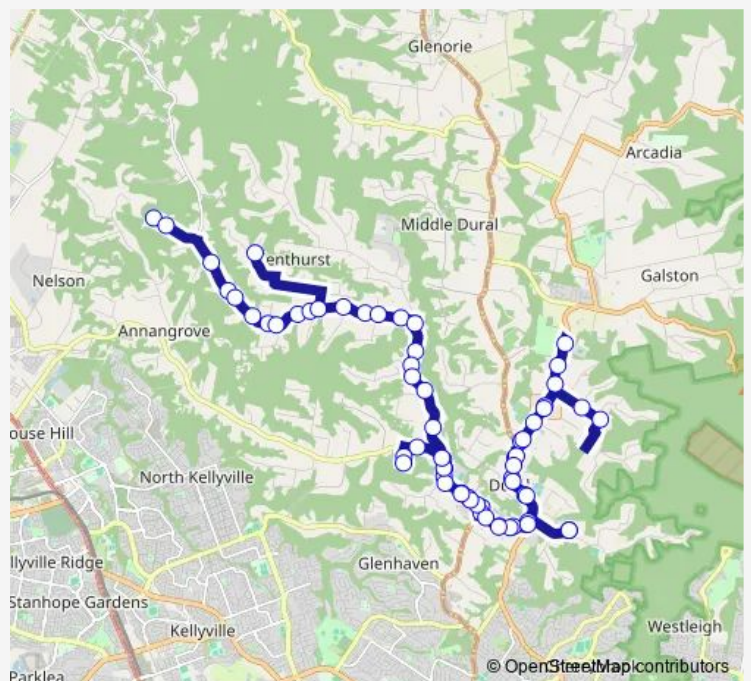 Glenorie
Arcadia
Middle Dural
enthurst
Galston
Nelson
Annangrove
ouse Hill
North Kellyville
D
llyville Ridge
Glenhaven
Stanhope Gardens
Kellyville
Westleigh
© OpenStreetMap contributors
Parklea